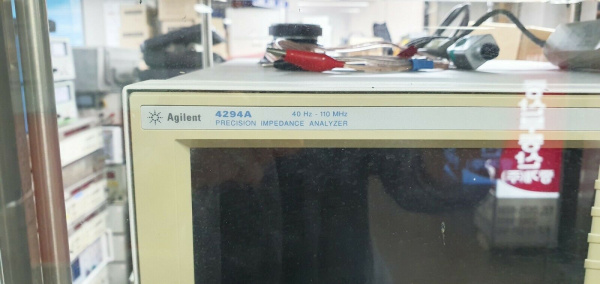 Agilent 4294A 40 Hz - 110 MHz
PRECISION IMPEDANCE ANALYZER